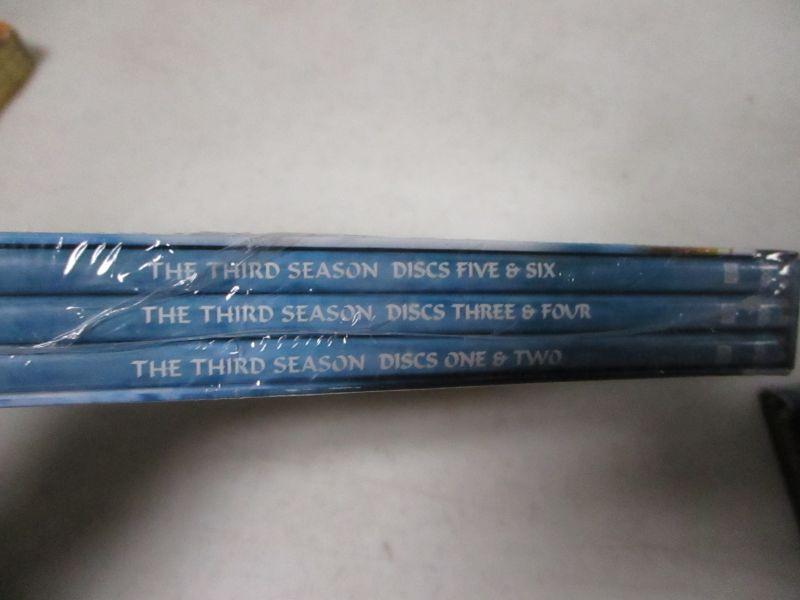 THE THIRD SEASON DISCS FIVE & SIX
THE THIRD SEASON DISCS THREE & FOUR
THE THIRD SEASON DISCS ONE & TWO